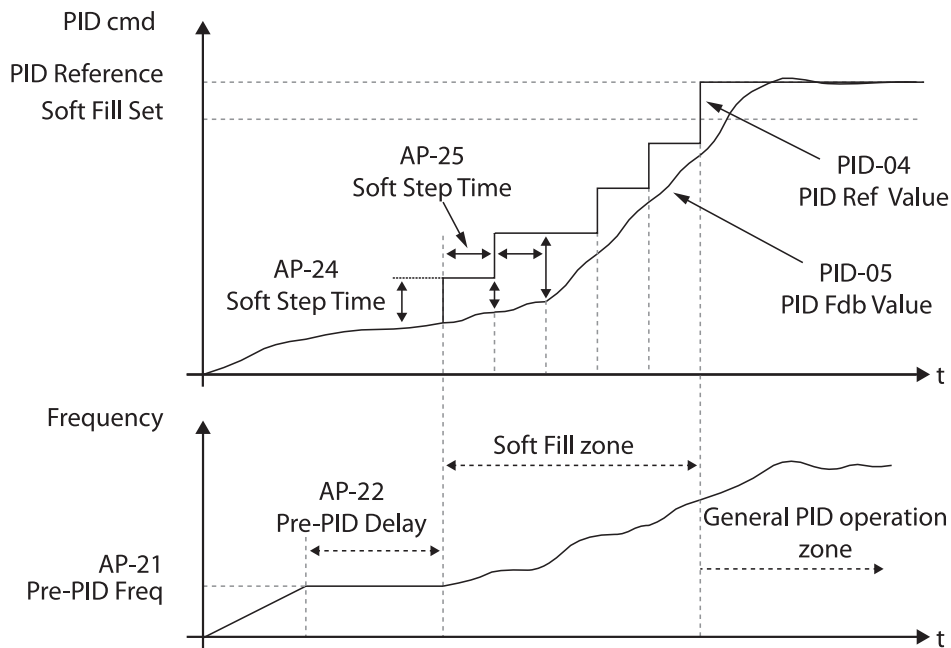 PID cmd
PID Reference
Soft Fill Set
AP-25
Soft Step Time
PID-04
PID Ref Value
AP-24
Soft Step Time
PID-05
PID Fdb Value
t
Frequency
Soft Fill zone
AP-22
Pre-PID Delay
General PID operation
zone
AP-21
Pre-PID Freq
t